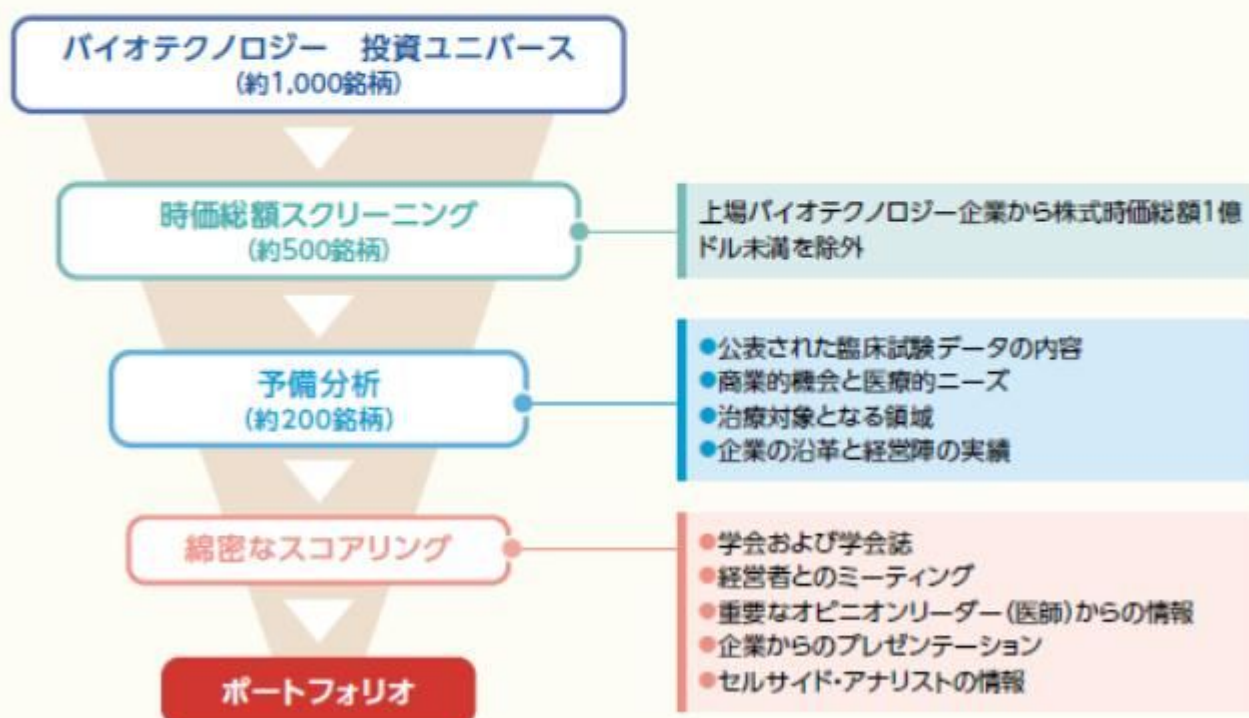 バイオテクノロジー 投資ユニバース
(約1,000銘柄)
時価総額スクリーニング
(約500銘柄)
上場バイオテクノロジー企業から株式時価総額1億
ドル未満を除外
予備分析
(約200銘柄)
●公表された臨床試験データの内容
●商業的機会と医療的ニーズ
●治療対象となる領域
●企業の沿革と経営陣の実績
綿密なスコアリング
●学会および学会誌
●経営者とのミーティング
●重要なオピニオンリーダー(医師)からの情報
●企業からのプレゼンテーション
●セルサイド・アナリストの情報
ポートフォリオ